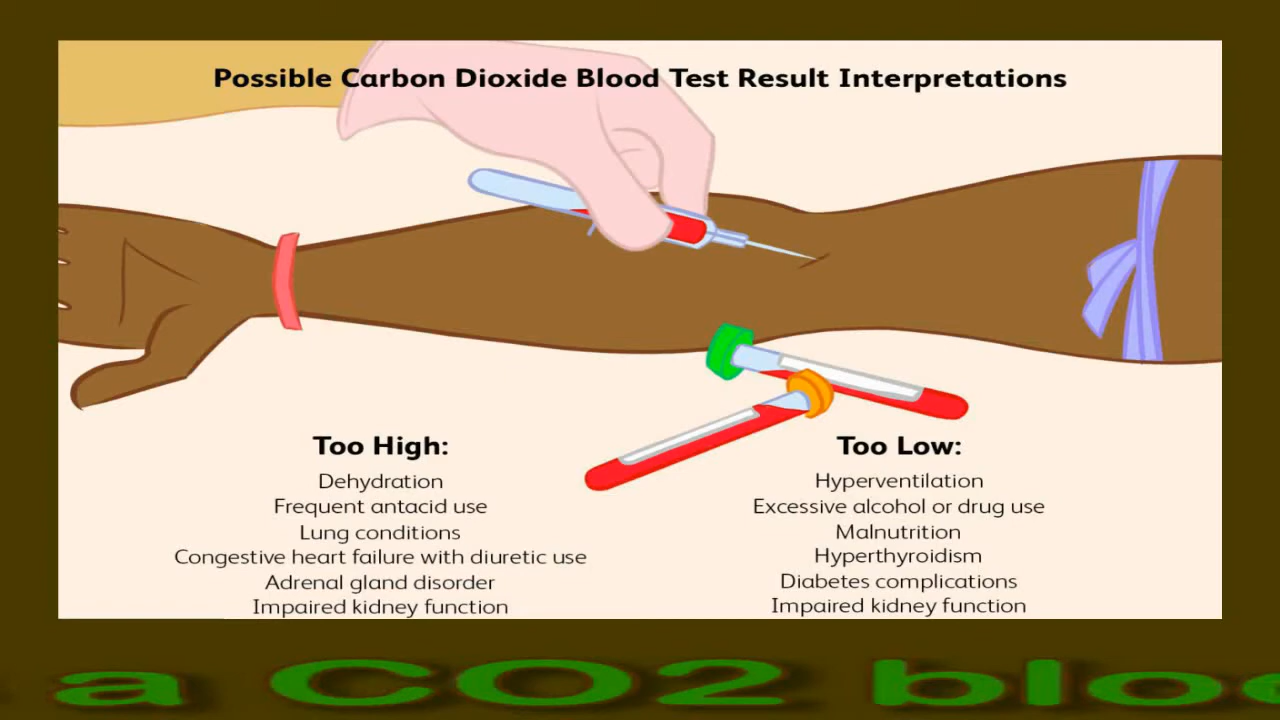 Possible Carbon Dioxide Blood Test Result Interpretations
Too High:
Dehydration
Frequent antacid use
Lung conditions
Congestive heart failure with diuretic use
Adrenal gland disorder
Impaired kidney function
Too Low:
Hyperventilation
Excessive alcohol or drug use
Malnutrition
Hyperthyroidism
Diabetes complications
Impaired kidney function
a CO2